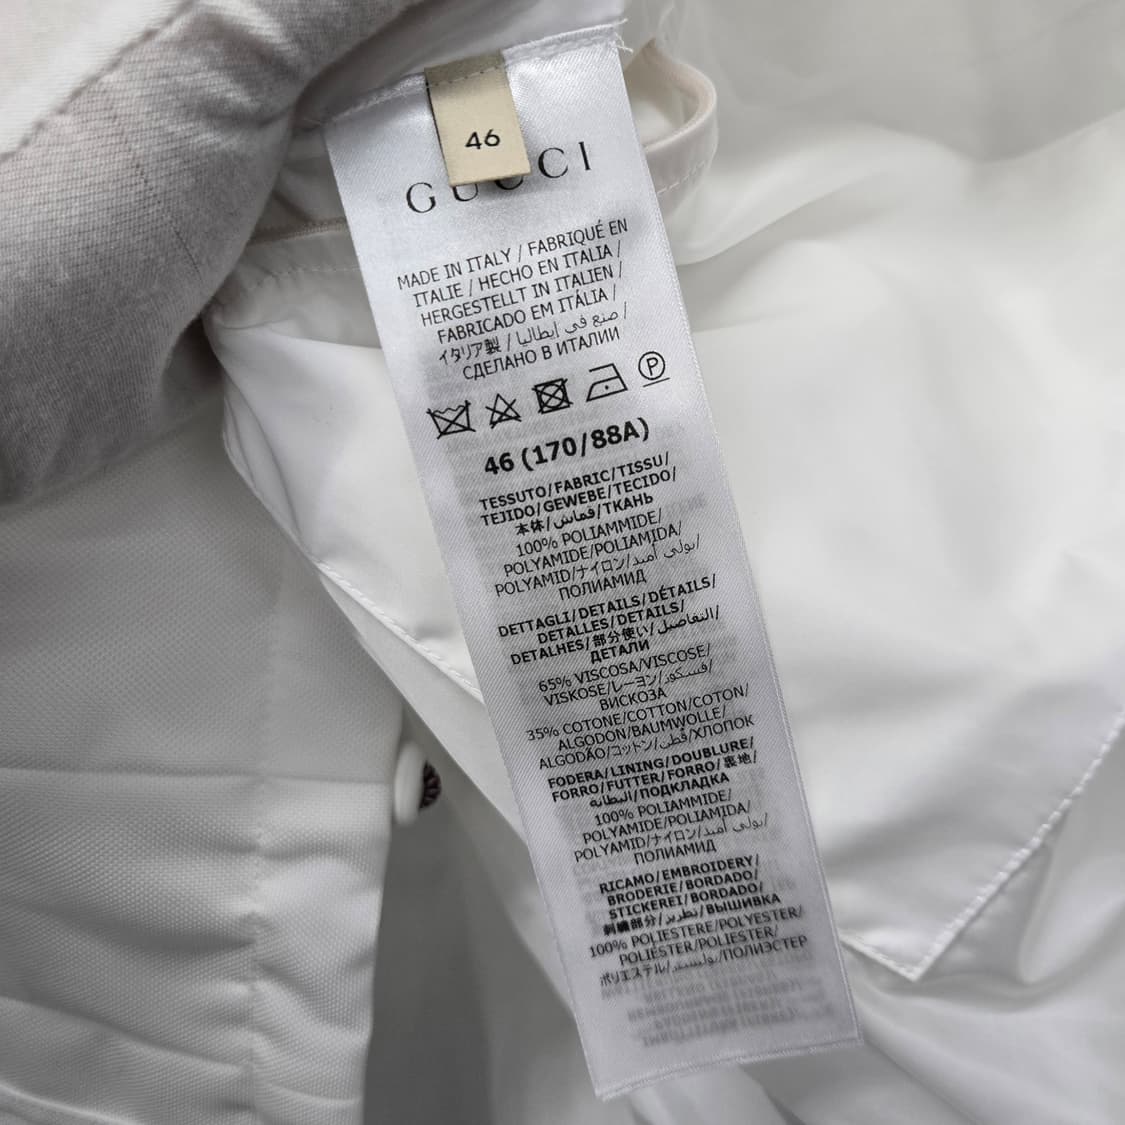 46
GUCCI
MADE IN ITALY / FABRIQUÉ EN
ITALIE / HECHO EN ITALIA /
HERGESTELLT IN ITALIEN /
FABRICADO EM ITÁLIA /
イタリア製 / صنع في إيطاليا /
СДЕЛАНО В ИТАЛИИ
P
46 (170/88A)
TESSUTO/FABRIC/TISSU/
TEJIDO/GEWEBE/TECIDO/
本体/قماش/ТКАНЬ
100% POLIAMMIDE/
POLYAMIDE/POLIAMIDA/
POLYAMID/ナイロン/بولي أميد/
ПОЛИАМИД
DETTAGLI/DETAILS/DÉTAILS/
DETALLES/DETAILS/
DETALHES/部分使い/التفاصيل/
ДЕТАЛИ
65% VISCOSA/VISCOSE/
VISKOSE/レーヨン/فسكوز/
ВИСКОЗА
35% COTONE/COTTON/COTON/
ALGODON/BAUMWOLLE/
ALGODÃO/コットン/قطن/ХЛОПОК
FODERA/LINING/DOUBLURE/
FORRO/FUTTER/FORRO/裏地/
البطانة/ПОДКЛАДКА
100% POLIAMMIDE/
POLYAMIDE/POLIAMIDA/
POLYAMID/ナイロン/بولي أميد/
ПОЛИАМИД
RICAMO/EMBROIDERY/
BRODERIE/BORDADO/
STICKEREI/BORDADO/
刺繍部分/تطريز/ВЫШИВКА
100% POLIESTERE/POLYESTER/
POLIÉSTER/POLIESTER/
ポリエステル/بوليستر/ПОЛИЭСТЕР